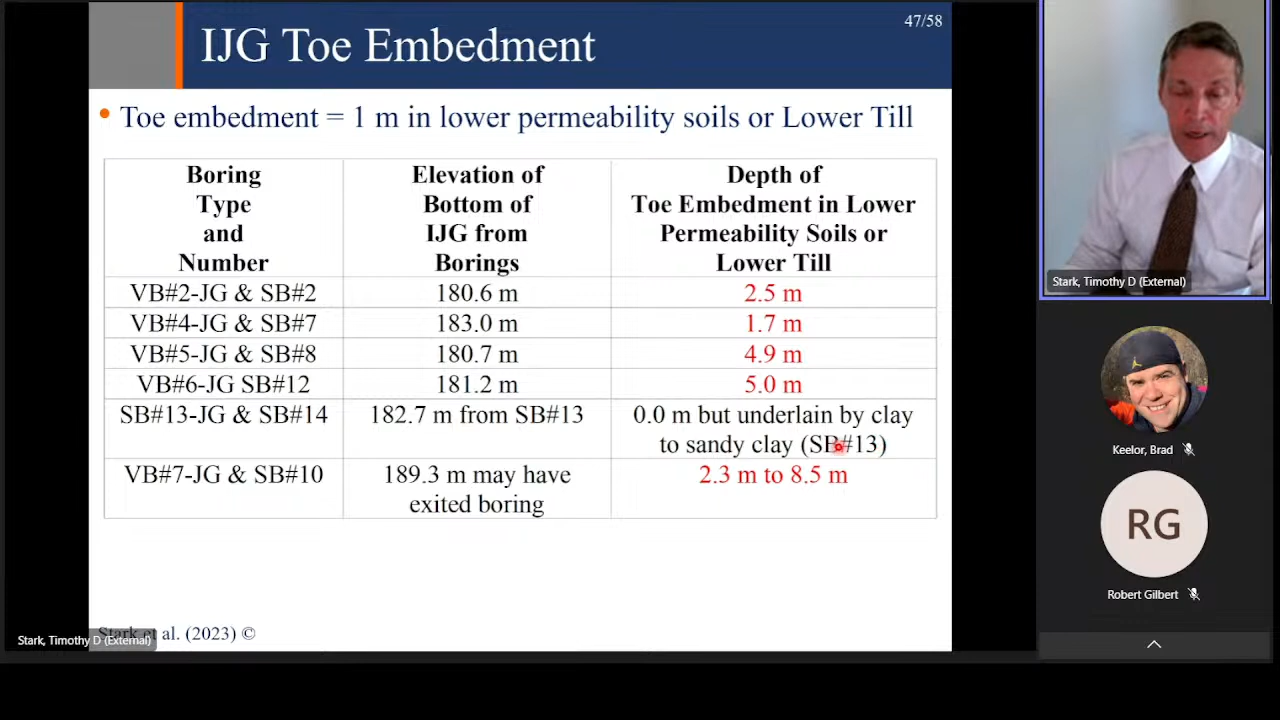 IJG Toe Embedment
47/58
Toe embedment = 1 m in lower permeability soils or Lower Till
Boring
Type
and
Number
Elevation of
Bottom of
IJG from
Borings
Depth of
Toe Embedment in Lower
Permeability Soils or
Lower Till
VB#2-JG & SB#2
180.6 m
2.5 m
VB#4-JG & SB#7
183.0 m
1.7 m
VB#5-JG & SB#8
180.7 m
4.9 m
VB#6-JG SB#12
181.2 m
5.0 m
SB#13-JG & SB#14
182.7 m from SB#13
0.0 m but underlain by clay
to sandy clay (SB#13)
VB#7-JG & SB#10
189.3 m may have
exited boring
2.3 m to 8.5 m
Stark et al. (2023) ©
Stark, Timothy D (External)
Stark, Timothy D (External)
Keelor, Brad
RG
Robert Gilbert